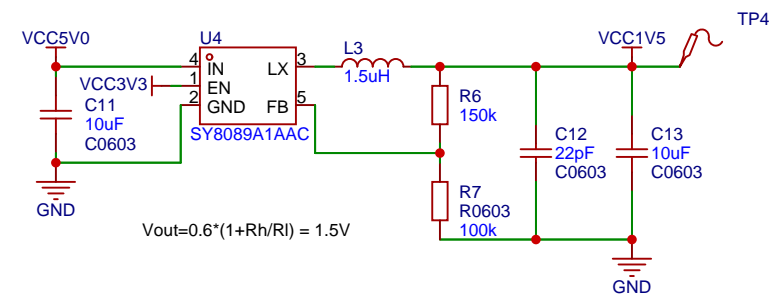 TP4
VCC5V0
U4
L3
VCC1V5
4
IN
LX
3
1.5uH
VCC3V3
1
EN
2
GND
FB
5
SY8089A1AAC
C11
10uF
C0603
R6
150k
C12
22pF
C0603
C13
10uF
C0603
R7
R0603
100k
GND
Vout=0.6*(1+Rh/Rl) = 1.5V
GND